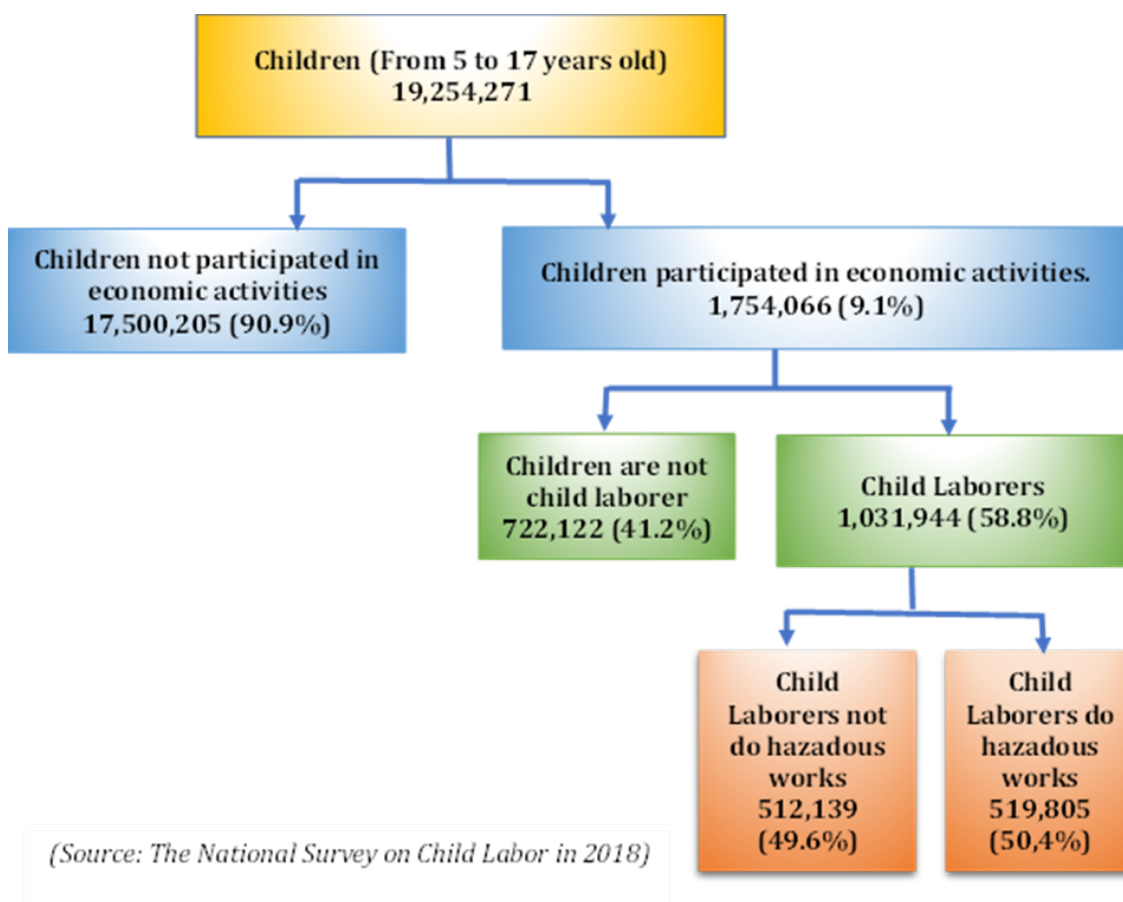 Children (From 5 to 17 years old)
19,254,271
Children not participated in
economic activities
17,500,205 (90.9%)
Children participated in economic activities.
1,754,066 (9.1%)
Children are not
child laborer
722,122 (41.2%)
Child Laborers
1,031,944 (58.8%)
Child
Laborers not
do hazadous
works
512,139
(49.6%)
Child
Laborers do
hazadous
works
519,805
(50,4%)
(Source: The National Survey on Child Labor in 2018)